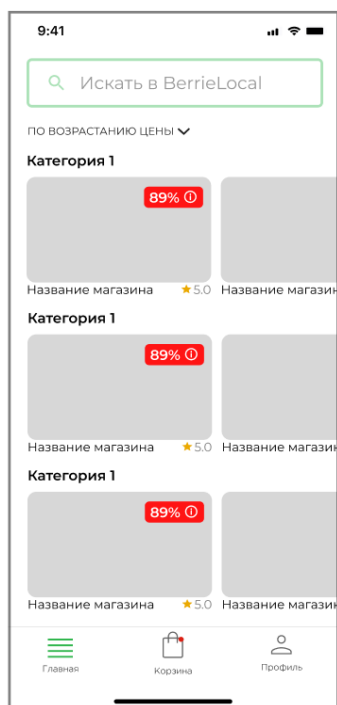 9:41
Искать в BerrieLocal
ПО ВОЗРАСТАНИЮ ЦЕНЫ
Категория 1
89%
Название магазина 5.0 Название магазин
Категория 1
89%
Название магазина 5.0 Название магазин
Категория 1
89%
Название магазина 5.0 Название магазин
Главная Корзина Профиль